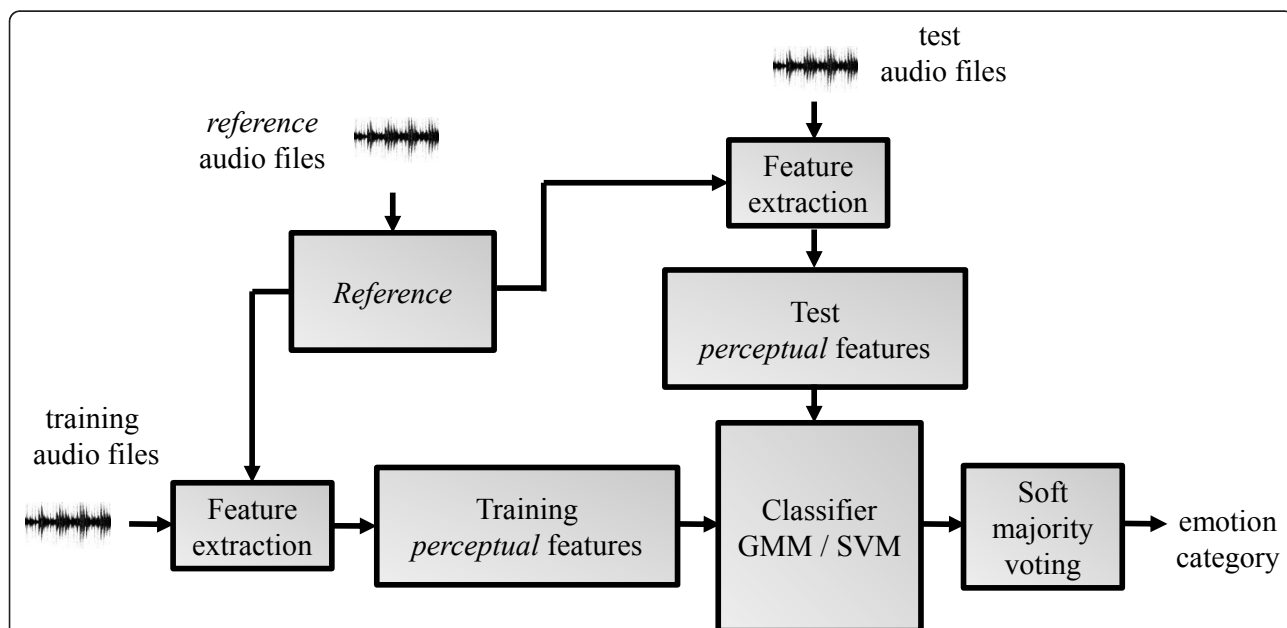 test
audio files
reference
audio files
Feature
extraction
Reference
Test
perceptual features
training
audio files
Feature
extraction
Training
perceptual features
Classifier
GMM / SVM
Soft
majority
voting
emotion
category